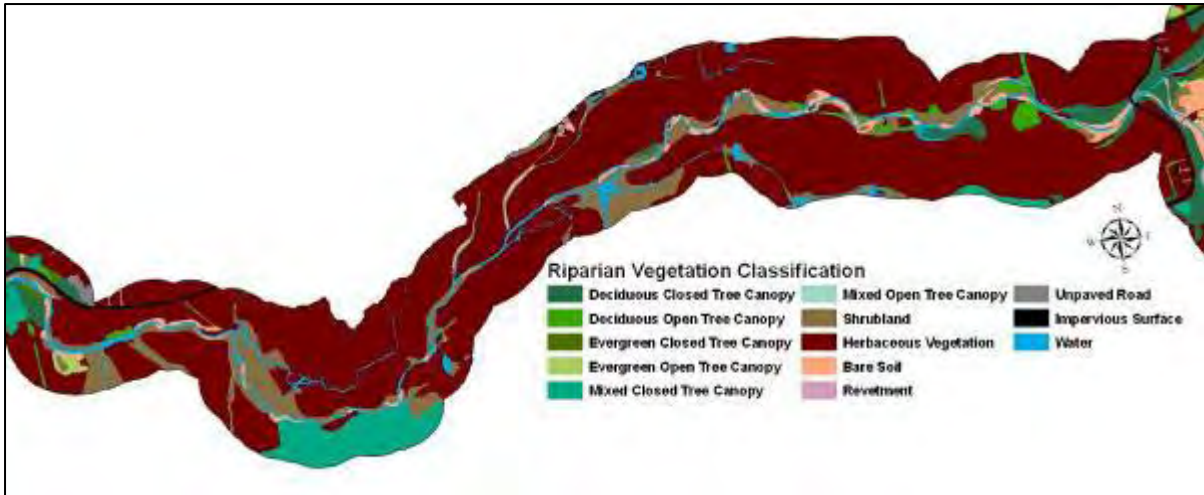 N
W E
S
Riparian Vegetation Classification
Deciduous Closed Tree Canopy
Deciduous Open Tree Canopy
Evergreen Closed Tree Canopy
Evergreen Open Tree Canopy
Mixed Closed Tree Canopy
Mixed Open Tree Canopy
Shrubland
Herbaceous Vegetation
Bare Soil
Revetment
Unpaved Road
Impervious Surface
Water